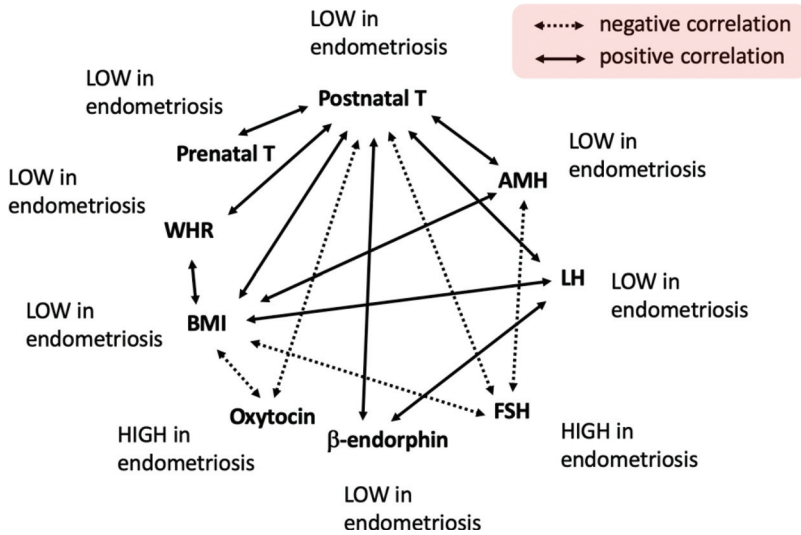 LOW in
endometriosis
negative correlation
positive correlation
LOW in
endometriosis
Postnatal T
Prenatal T
LOW in
endometriosis
AMH
LOW in
endometriosis
WHR
LH
LOW in
endometriosis
LOW in
endometriosis
BMI
Oxytocin
FSH
HIGH in
endometriosis
β-endorphin
HIGH in
endometriosis
LOW in
endometriosis